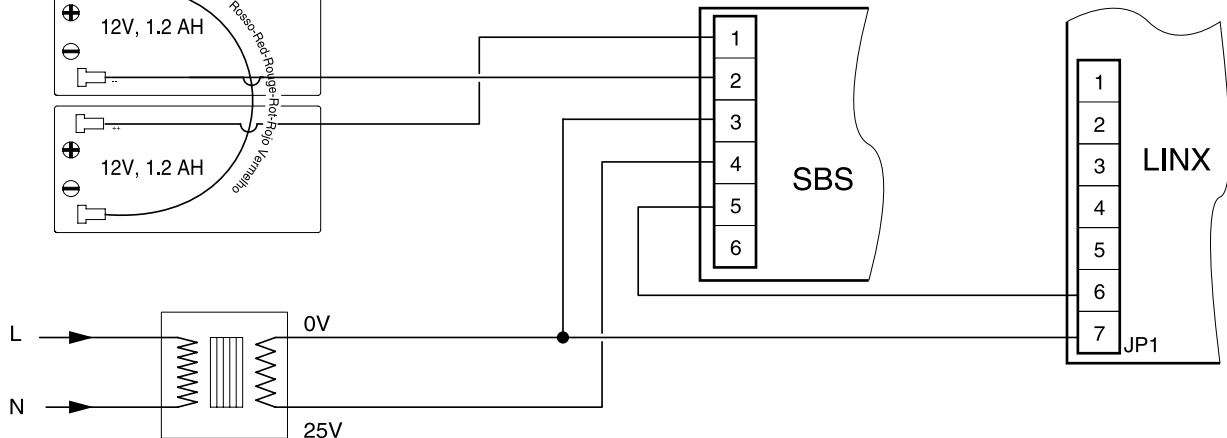 12V, 1.2 AH
--
Rosso-Red-Rouge-Rot-Rojo Vermelho
++
12V, 1.2 AH
1
2
3
4
5
6
SBS
1
2
3
4
5
6
7
LINX
JP1
L
N
0V
25V